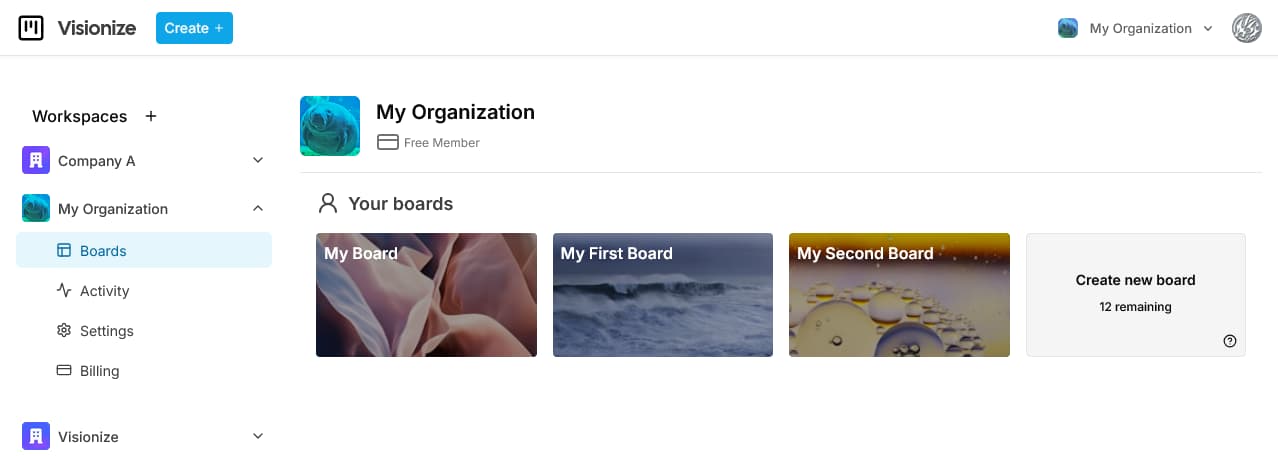 Visionize
Create +
My Organization
Workspaces +
Company A
My Organization
Boards
Activity
Settings
Billing
Visionize
My Organization
Free Member
Your boards
My Board
My First Board
My Second Board
Create new board
12 remaining